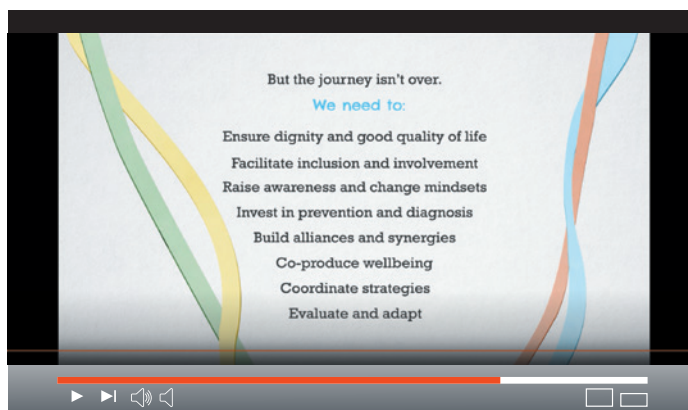 But the journey isn't over.
We need to:
Ensure dignity and good quality of life
Facilitate inclusion and involvement
Raise awareness and change mindsets
Invest in prevention and diagnosis
Build alliances and synergies
Co-produce wellbeing
Coordinate strategies
Evaluate and adapt